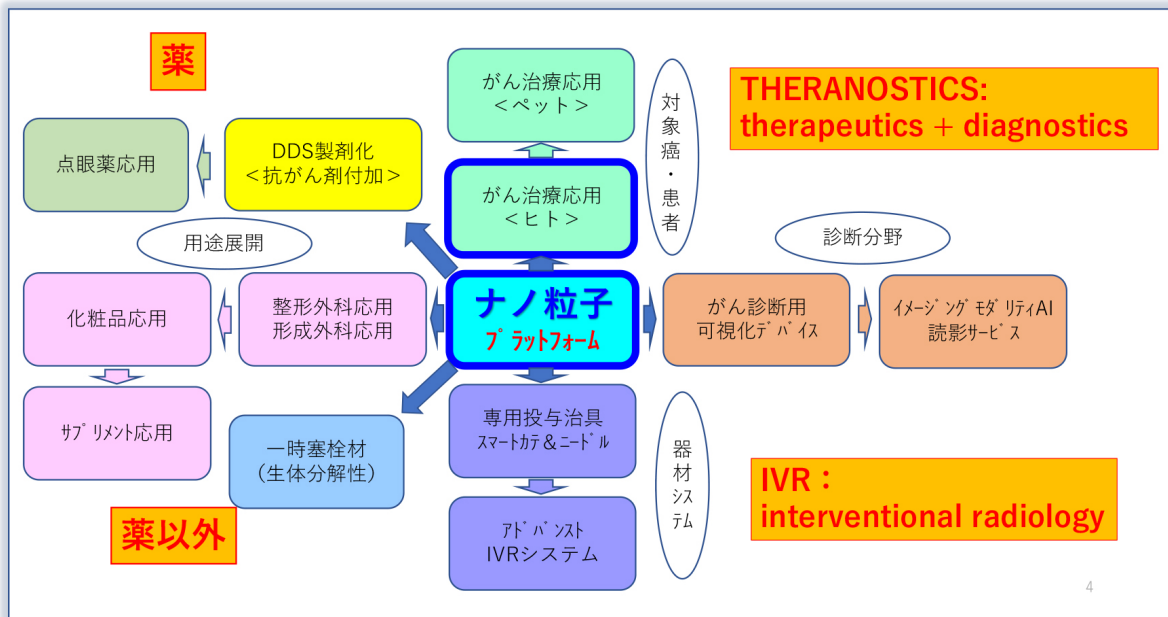 薬
がん治療応用
＜ペット＞
対象癌・患者
THERANOSTICS:
therapeutics + diagnostics
点眼薬応用
DDS製剤化
＜抗がん剤付加＞
がん治療応用
＜ヒト＞
用途展開
診断分野
化粧品応用
整形外科応用
形成外科応用
ナノ粒子
ﾌﾟﾗｯﾄﾌｫｰﾑ
がん診断用
可視化ﾃﾞﾊﾞｲｽ
ｲﾒｰｼﾞﾝｸﾞﾓﾀﾞﾘﾃｨAI
読影サービス
ｻﾌﾟﾘﾒﾝﾄ応用
一時塞栓材
(生体分解性)
専用投与治具
ｽﾏｰﾄｶﾃ＆ﾆｰﾄﾞﾙ
器材ｼｽﾃﾑ
薬以外
ｱﾄﾞﾊﾞﾝｽﾄ
IVRシステム
IVR：
interventional radiology
4